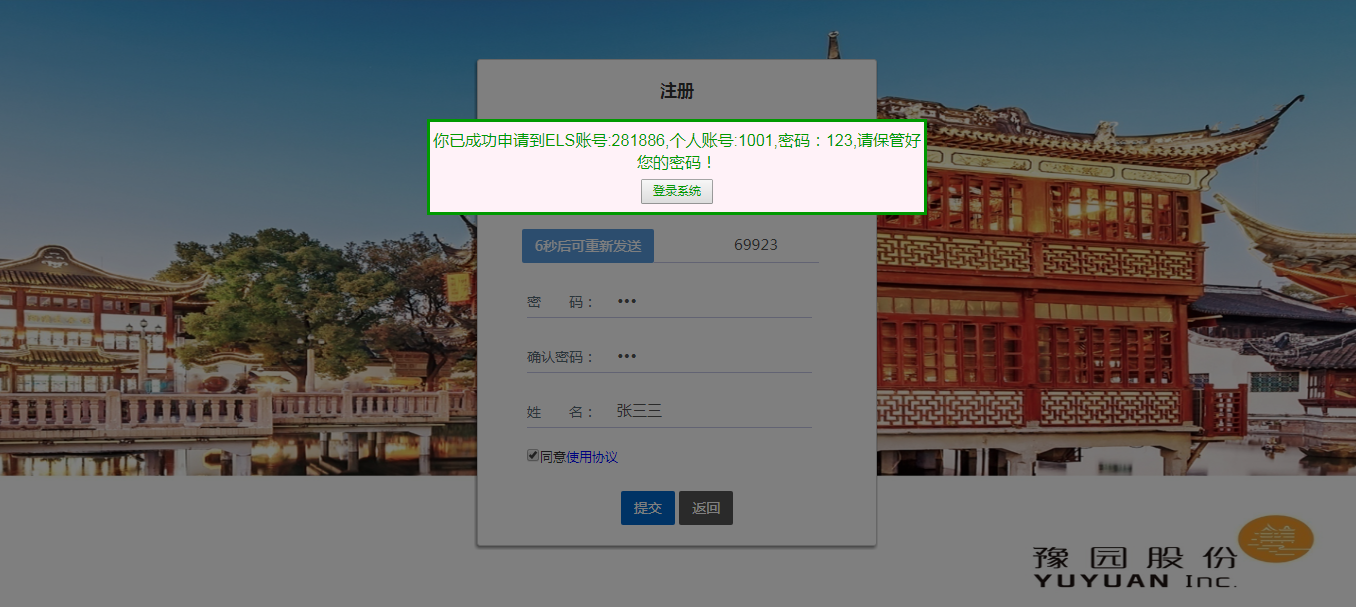 注册
你已成功申请到ELS账号:281886,个人账号:1001,密码：123,请保管好
您的密码！
登录系统
6秒后可重新发送 69923
密 码： •••
确认密码： •••
姓 名： 张三三
同意使用协议
提交 返回
豫园股份
YUYUAN Inc.